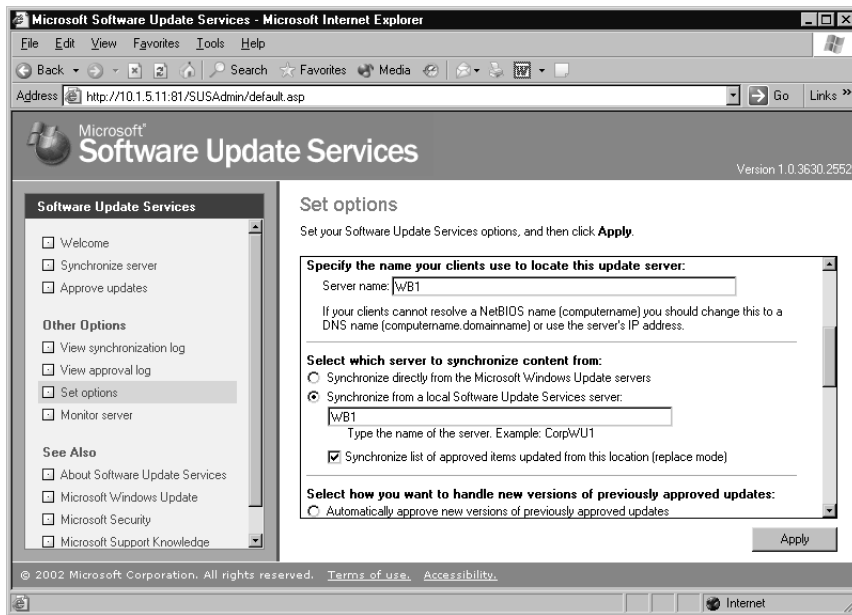 Microsoft Software Update Services - Microsoft Internet Explorer
File Edit View Favorites Tools Help
Back Search Favorites Media
Address http://10.1.5.11:81/SUSAdmin/default.asp Go Links »
Microsoft®
Software Update Services
Version 1.0.3630.2552
Software Update Services
Welcome
Synchronize server
Approve updates
Other Options
View synchronization log
View approval log
Set options
Monitor server
See Also
About Software Update Services
Microsoft Windows Update
Microsoft Security
Microsoft Support Knowledge
Set options
Set your Software Update Services options, and then click Apply.
Specify the name your clients use to locate this update server:
Server name: WB1
If your clients cannot resolve a NetBIOS name (computername) you should change this to a
DNS name (computername.domainname) or use the server's IP address.
Select which server to synchronize content from:
Synchronize directly from the Microsoft Windows Update servers
Synchronize from a local Software Update Services server:
WB1
Type the name of the server. Example: CorpWU1
Synchronize list of approved items updated from this location (replace mode)
Select how you want to handle new versions of previously approved updates:
Automatically approve new versions of previously approved updates
Apply
© 2002 Microsoft Corporation. All rights reserved. Terms of use. Accessibility.
Internet